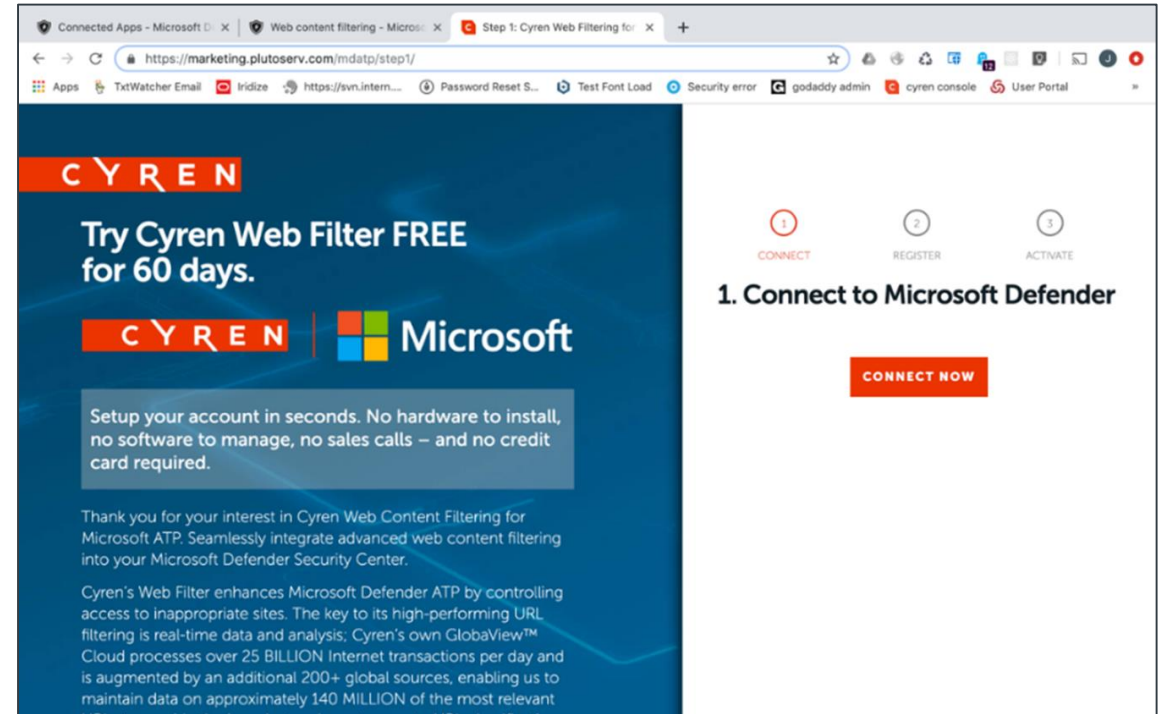 Connected Apps - Microsoft D
Web content filtering - Micros
Step 1: Cyren Web Filtering for
https://marketing.plutoserv.com/mdatp/step1/
12
J
Apps
TxtWatcher Email
Iridize
https://svn.intern....
Password Reset S...
Test Font Load
Security error
godaddy admin
cyren console
User Portal
»
CYREN
Try Cyren Web Filter FREE
for 60 days.
CYREN
Microsoft
Setup your account in seconds. No hardware to install,
no software to manage, no sales calls – and no credit
card required.
Thank you for your interest in Cyren Web Content Filtering for
Microsoft ATP. Seamlessly integrate advanced web content filtering
into your Microsoft Defender Security Center.
Cyren's Web Filter enhances Microsoft Defender ATP by controlling
access to inappropriate sites. The key to its high-performing URL
filtering is real-time data and analysis; Cyren's own GlobaView™
Cloud processes over 25 BILLION Internet transactions per day and
is augmented by an additional 200+ global sources, enabling us to
maintain data on approximately 140 MILLION of the most relevant
1
2
3
CONNECT
REGISTER
ACTIVATE
1. Connect to Microsoft Defender
CONNECT NOW